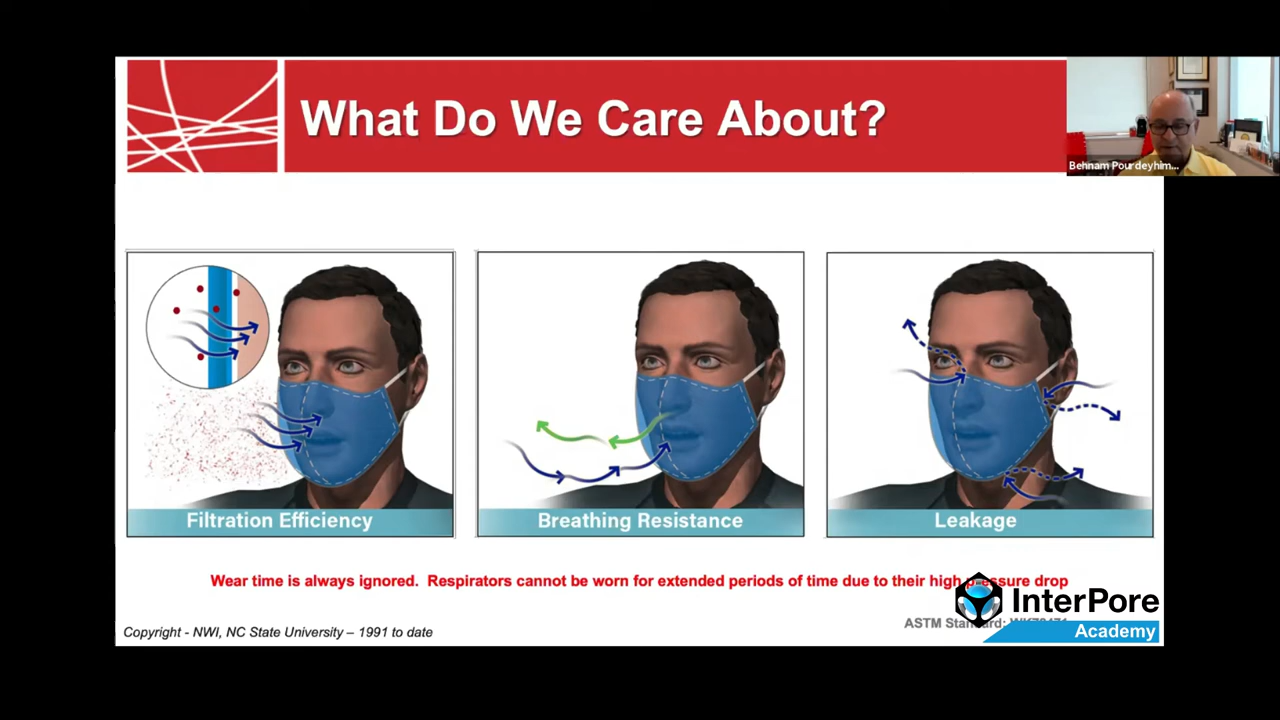 What Do We Care About?
Behnam Pourdeyhim...
Filtration Efficiency
Breathing Resistance
Leakage
Wear time is always ignored. Respirators cannot be worn for extended periods of time due to their high pressure drop
InterPore
Academy
Copyright - NWI, NC State University – 1991 to date
ASTM Standard: